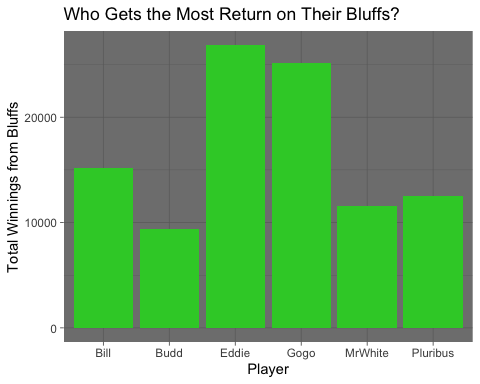 Who Gets the Most Return on Their Bluffs?
Total Winnings from Bluffs
20000
10000
0
Bill Budd Eddie Gogo MrWhite Pluribus
Player